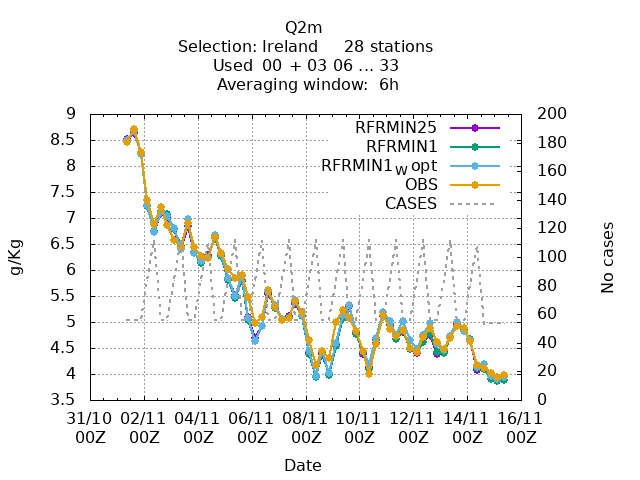 Q2m
Selection: Ireland     28 stations
Used  00 + 03 06 ... 33
Averaging window:  6h
RFRMIN25
RFRMIN1
RFRMIN1wopt
OBS
CASES
9
8.5
8
7.5
7
6.5
6
5.5
5
4.5
4
3.5
g/Kg
200
180
160
140
120
100
80
60
40
20
0
No cases
31/10 02/11 04/11 06/11 08/11 10/11 12/11 14/11 16/11
00Z 00Z 00Z 00Z 00Z 00Z 00Z 00Z 00Z
Date